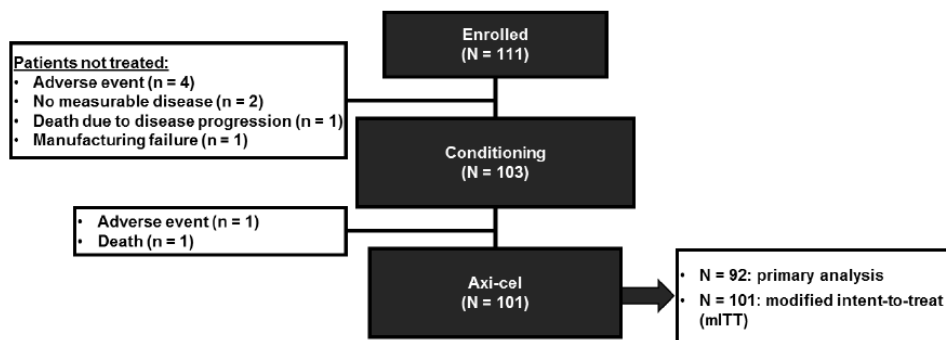 Enrolled
(N = 111)
Patients not treated:
• Adverse event (n = 4)
• No measurable disease (n = 2)
• Death due to disease progression (n = 1)
• Manufacturing failure (n = 1)
Conditioning
(N = 103)
• Adverse event (n = 1)
• Death (n = 1)
Axi-cel
(N = 101)
• N = 92: primary analysis
• N = 101: modified intent-to-treat
(mITT)